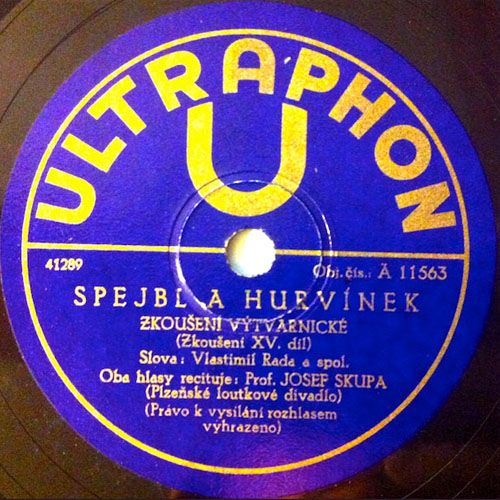 ULTRAPHON
U
41289
Obj. čís.: A 11563
SPEJBL A HURVÍNEK
ZKOUŠENÍ VÝTVARNICKÉ
(Zkoušení XV. díl)
Slova: Vlastimil Rada a spol.
Oba hlasy recituje: Prof. JOSEF SKUPA
(Plzeňské loutkové divadlo)
(Právo k vysílání rozhlasem
vyhrazeno)